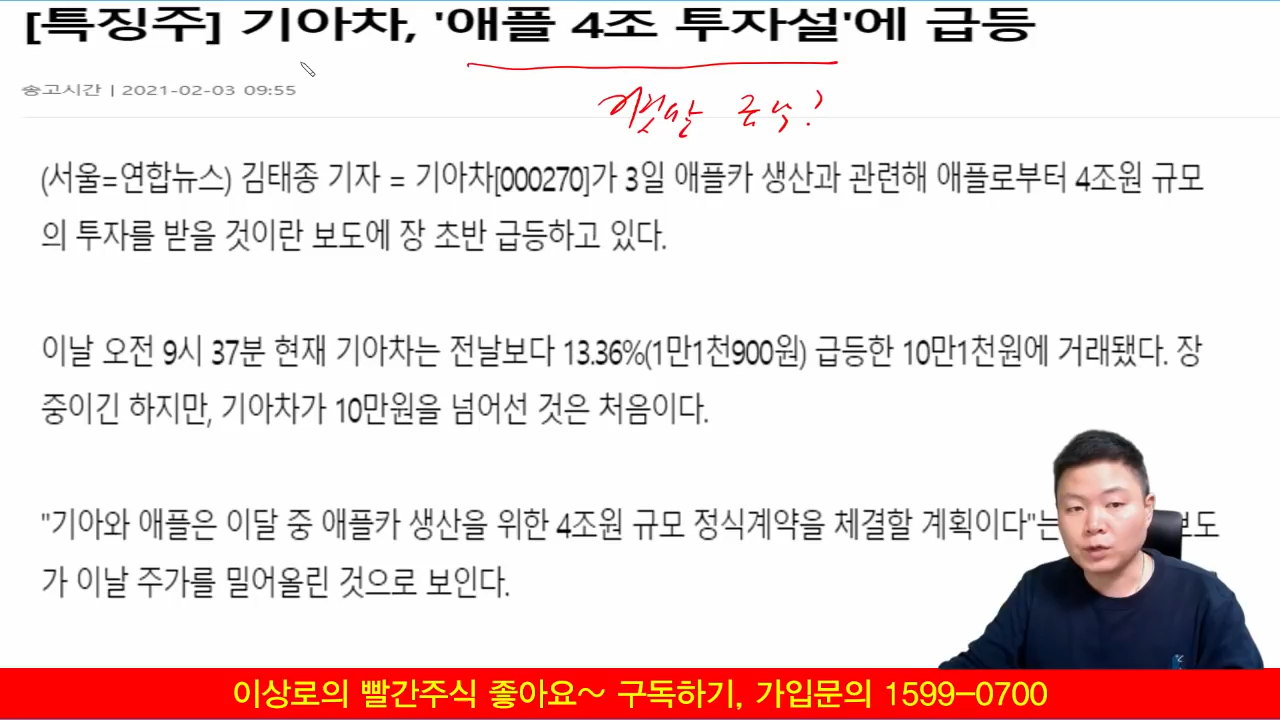 [특징주] 기아차, '애플 4조 투자설'에 급등
송고시간 | 2021-02-03 09:55
(서울=연합뉴스) 김태종 기자 = 기아차[000270]가 3일 애플카 생산과 관련해 애플로부터 4조원 규모
의 투자를 받을 것이란 보도에 장 초반 급등하고 있다.
이날 오전 9시 37분 현재 기아차는 전날보다 13.36%(1만1천900원) 급등한 10만1천원에 거래됐다. 장
중이긴 하지만, 기아차가 10만원을 넘어선 것은 처음이다.
"기아와 애플은 이달 중 애플카 생산을 위한 4조원 규모 정식계약을 체결할 계획이다"는 보도
가 이날 주가를 밀어올린 것으로 보인다.
이상로의 빨간주식 좋아요~ 구독하기, 가입문의 1599-0700